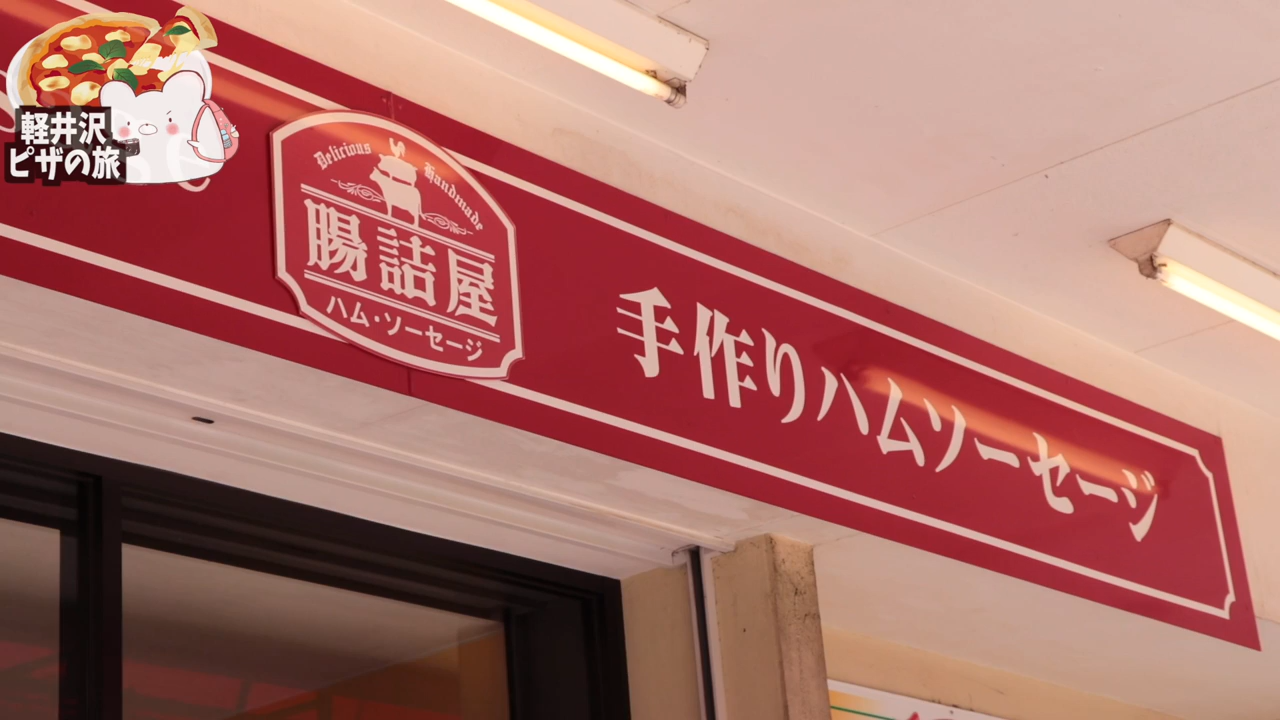 軽井沢
ピザの旅
Delicious Handmade
腸詰屋
ハム・ソーセージ
手作りハムソーセージ